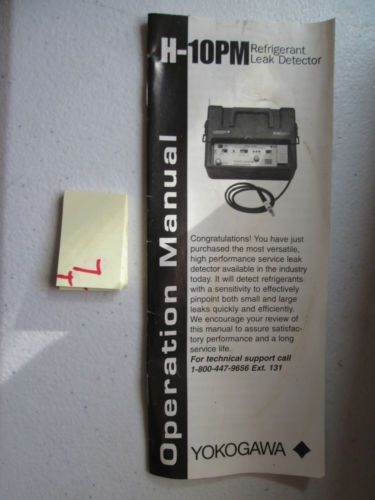 H-10PM Refrigerant
Leak Detector
Operation Manual
Congratulations! You have just
purchased the most versatile,
high performance service leak
detector available in the industry
today. It will detect refrigerants
with a sensitivity to effectively
pinpoint both small and large
leaks quickly and efficiently.
We encourage your review of
this manual to assure satisfac-
tory performance and a long
service life.
For technical support call
1-800-447-9656 Ext. 131
YOKOGAWA